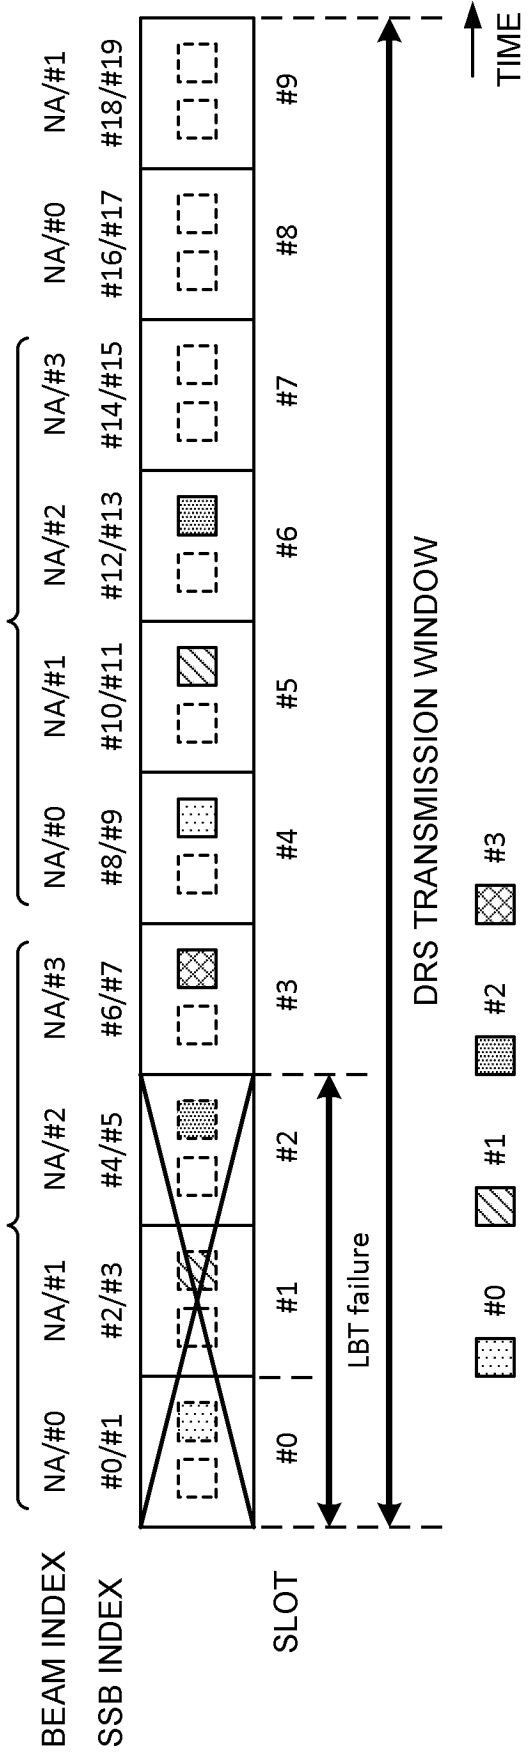 BEAM INDEX NA/#0 NA/#1 NA/#2 NA/#3 NA/#0 NA/#1 NA/#2 NA/#3 NA/#0 NA/#1
SSB INDEX #0/#1 #2/#3 #4/#5 #6/#7 #8/#9 #10/#11 #12/#13 #14/#15 #16/#17 #18/#19
SLOT #0 #1 #2 #3 #4 #5 #6 #7 #8 #9
LBT failure
DRS TRANSMISSION WINDOW
#0 #1 #2 #3
TIME